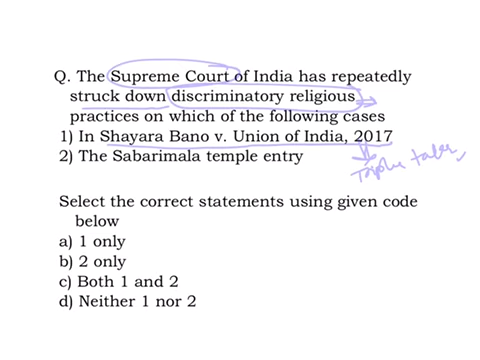 Q. The Supreme Court of India has repeatedly
struck down discriminatory religious
practices on which of the following cases
1) In Shayara Bano v. Union of India, 2017
2) The Sabarimala temple entry
Triple talaq
Select the correct statements using given code
below
a) 1 only
b) 2 only
c) Both 1 and 2
d) Neither 1 nor 2